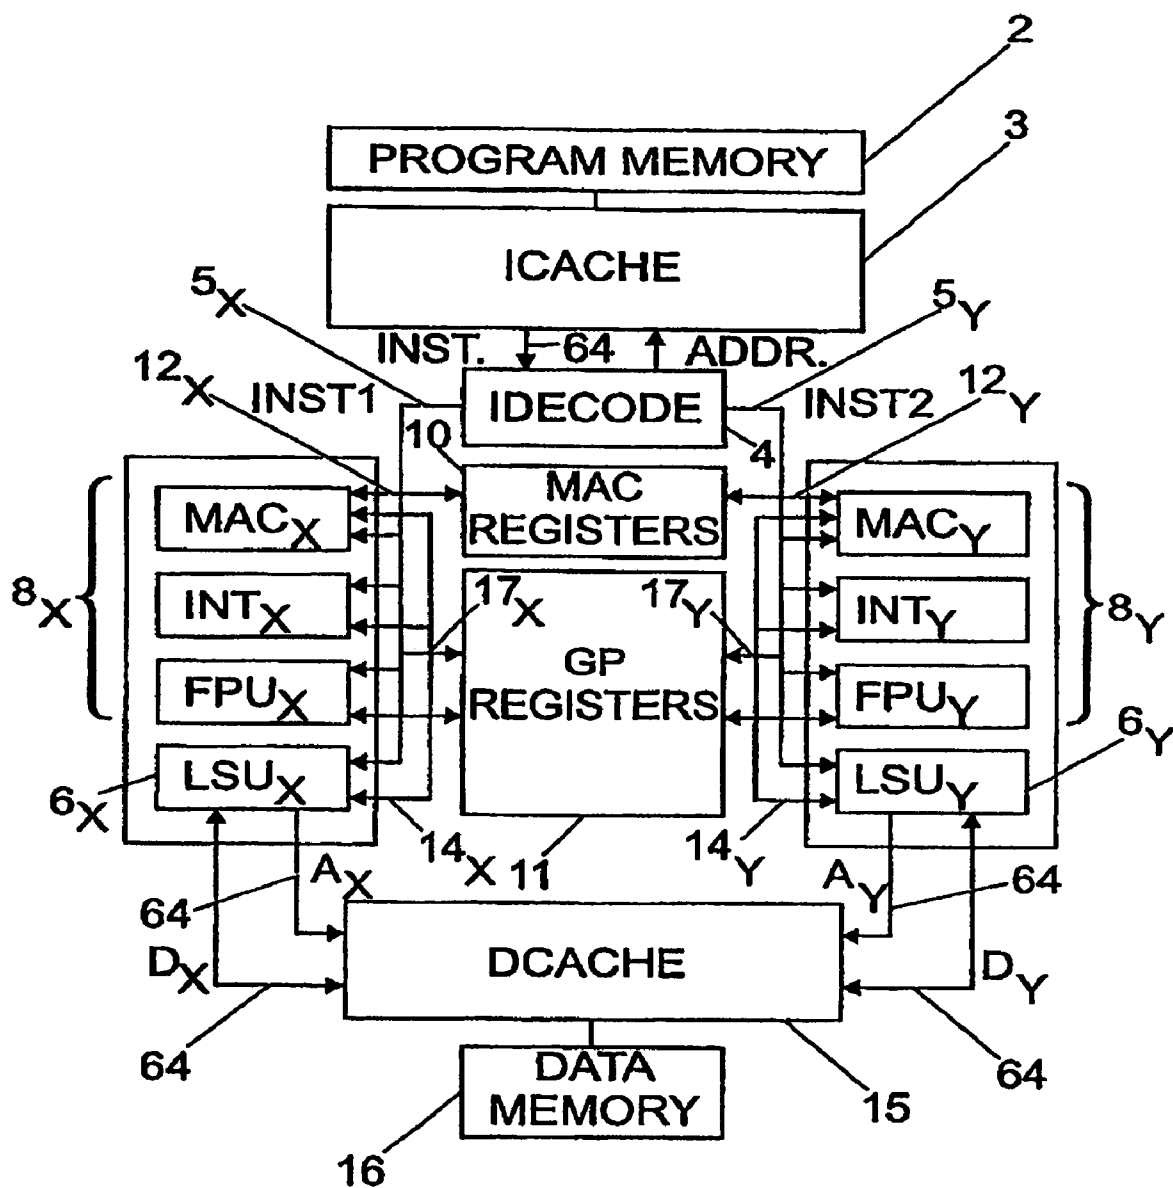 2
PROGRAM MEMORY
3
ICACHE
5X
5Y
INST.
64
ADDR.
12X
INST1
IDECODE
INST2
12Y
10
4
MAC REGISTERS
MACX
MACY
8X
INTX
17X
17Y
INTY
8Y
GP REGISTERS
FPUX
FPUY
6Y
LSUX
LSUY
6X
14X
11
14Y
AX
AY
64
64
DX
DCACHE
DY
64
64
DATA MEMORY
15
16